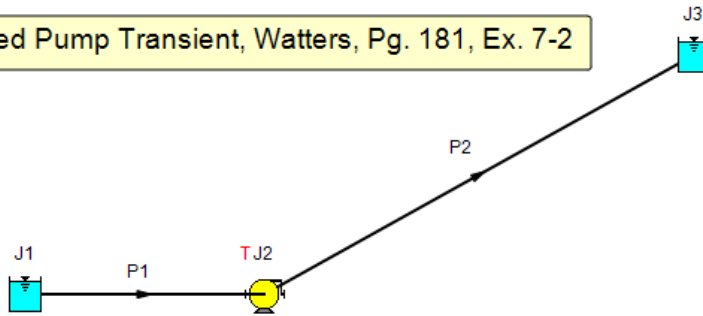 ed Pump Transient, Watters, Pg. 181, Ex. 7-2
J3
P2
J1
P1
TJ2